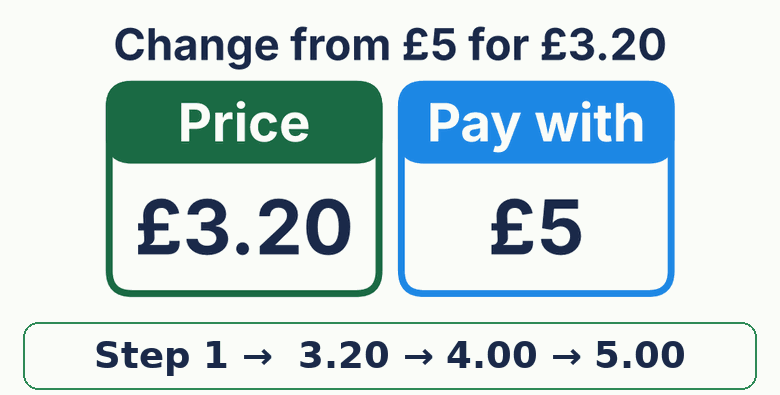 Change from £5 for £3.20
Price
Pay with
£3.20
£5
Step 1 → 3.20 → 4.00 → 5.00